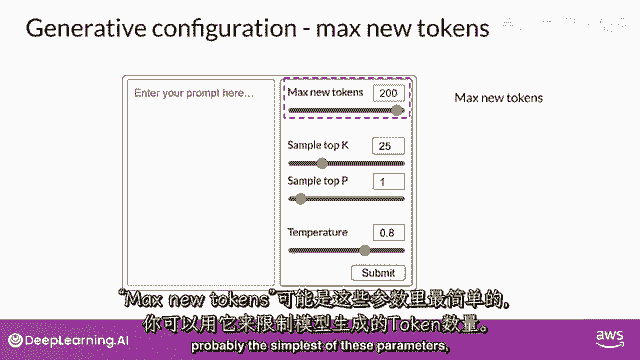 Generative configuration - max new tokens
Enter your prompt here...
Max new tokens
200
Sample top K
25
Sample top P
1
Temperature
0.8
Submit
Max new tokens
“Max new tokens”可能是这些参数里最简单的,
你可以用它来限制模型生成的Token数量。
probably the simplest of these parameters,
DeepLearning.AI
aws